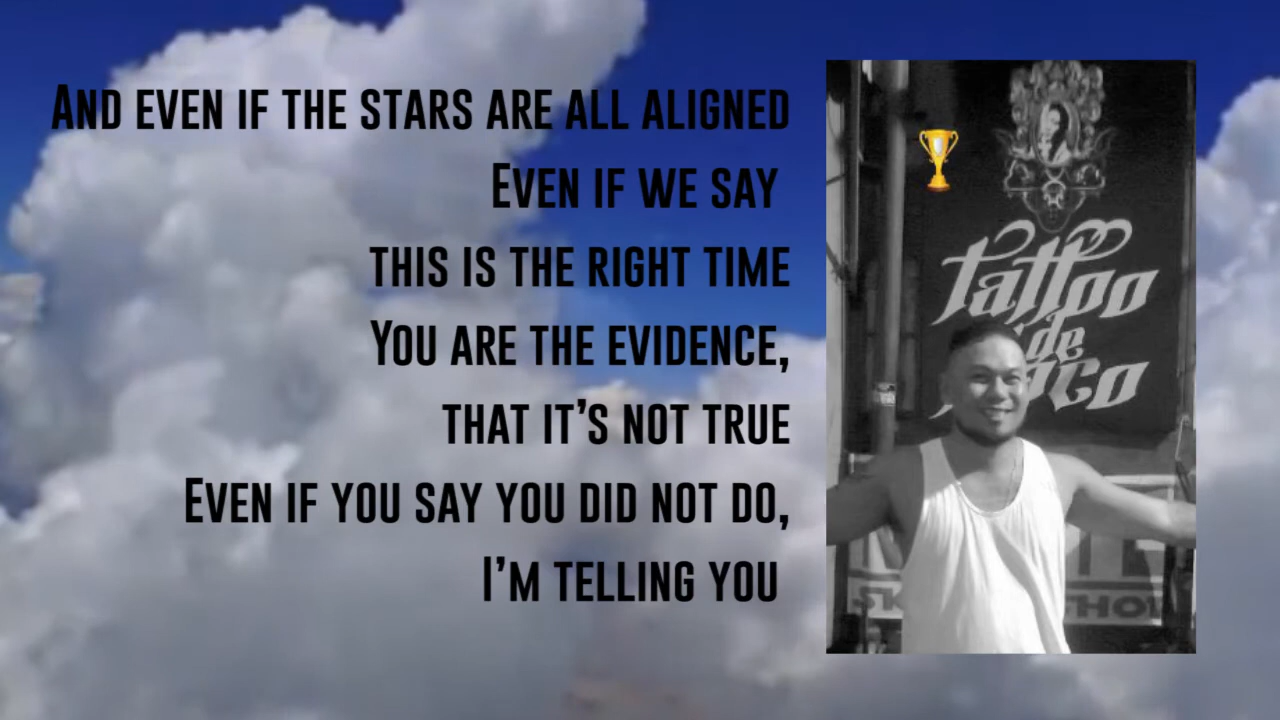 And even if the stars are all aligned
Even if we say
this is the right time
You are the evidence,
that it's not true
Even if you say you did not do,
I'm telling you
tattoo
de